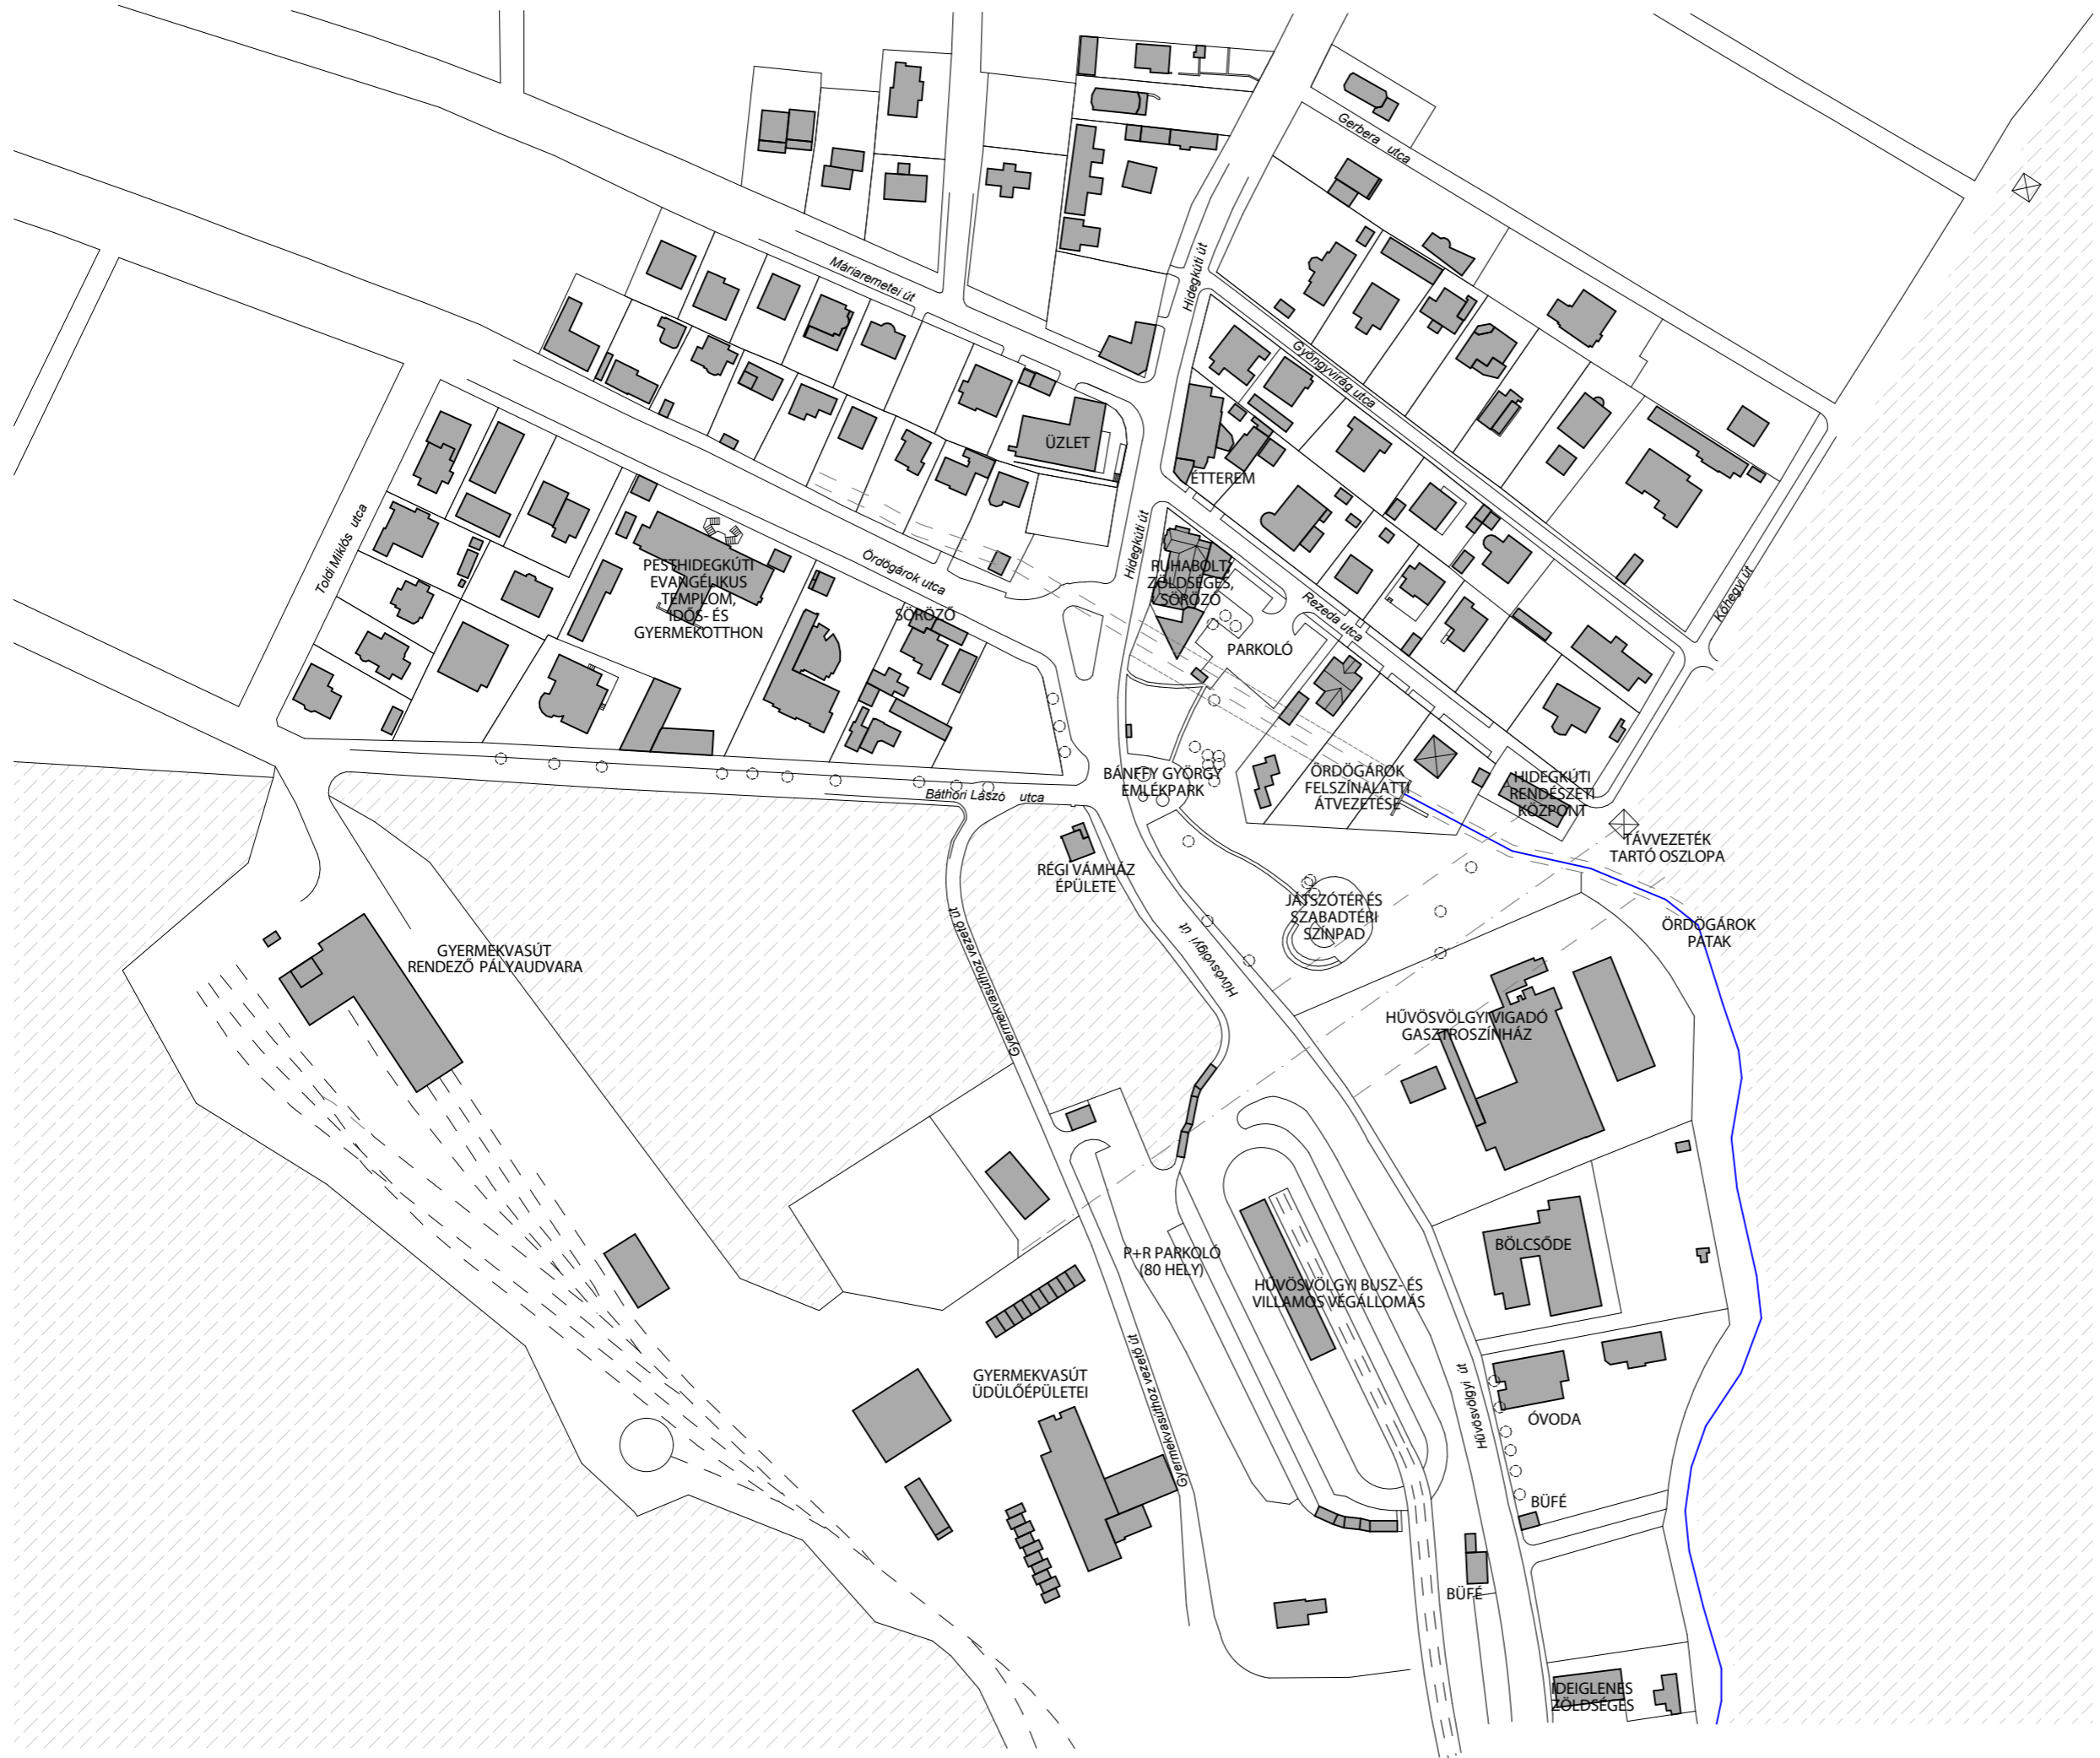 Gerbera utca
Hidegkúti út
Máriaremetei út
Gyöngyvirág utca
ÜZLET
ÉTTEREM
Toldi Miklós utca
Hidegkúti út
Ördögárok utca
PESTHIDEGKÚTI
EVANGÉLIKUS
TEMPLOM,
IDŐS- ÉS
GYERMEKOTTHON
SÖRÖZŐ
RUHABOLT,
ZÖLDSÉGES,
SÖRÖZŐ
Rezeda utca
Kőhegyi út
PARKOLÓ
BÁNFFY GYÖRGY
EMLÉKPARK
ÖRDÖGÁROK
FELSZÍNALATTI
ÁTVEZETÉSE
HIDEGKÚTI
RENDÉSZETI
KÖZPONT
Báthori László utca
TÁVVEZETÉK
TARTÓ OSZLOPA
RÉGI VÁMHÁZ
ÉPÜLETE
JÁTSZÓTÉR ÉS
SZABADTÉRI
SZÍNPAD
ÖRDÖGÁROK
PATAK
GYERMEKVASÚT
RENDEZŐ PÁLYAUDVARA
Gyermekvasúthoz vezető út
Hűvösvölgyi út
HŰVÖSVÖLGYI VIGADÓ
GASZTROSZÍNHÁZ
P+R PARKOLÓ
(80 HELY)
BÖLCSŐDE
HŰVÖSVÖLGYI BUSZ- ÉS
VILLAMOS VÉGÁLLOMÁS
GYERMEKVASÚT
ÜDÜLŐÉPÜLETEI
Gyermekvasúthoz vezető út
Hűvösvölgyi út
ÓVODA
BÜFÉ
BÜFÉ
IDEIGLENES
ZÖLDSÉGES